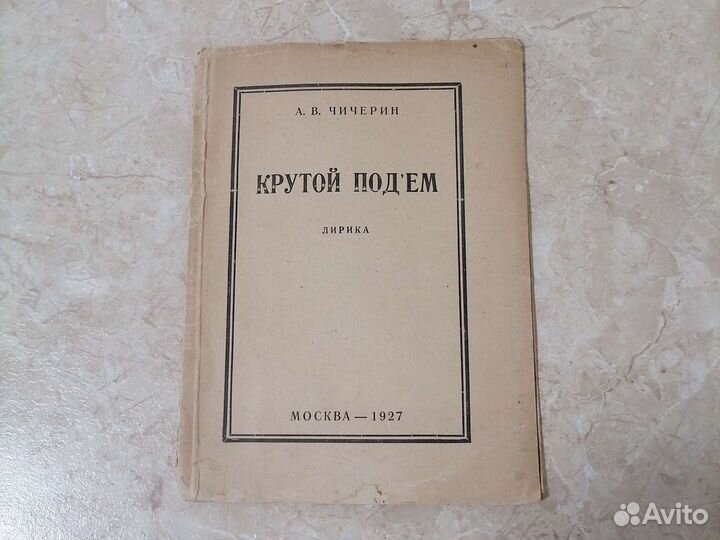 А. В. ЧИЧЕРИН
КРУТОЙ ПОД'ЕМ
ЛИРИКА
МОСКВА — 1927
Avito